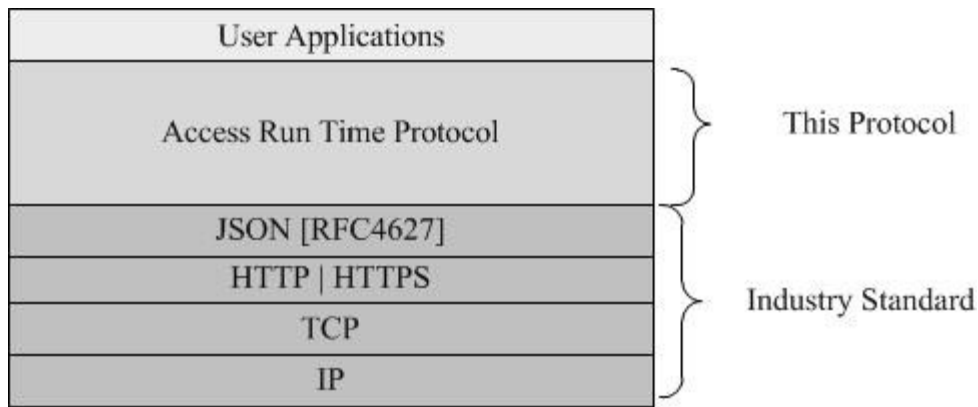 User Applications
Access Run Time Protocol
This Protocol
JSON [RFC4627]
HTTP | HTTPS
TCP
IP
Industry Standard